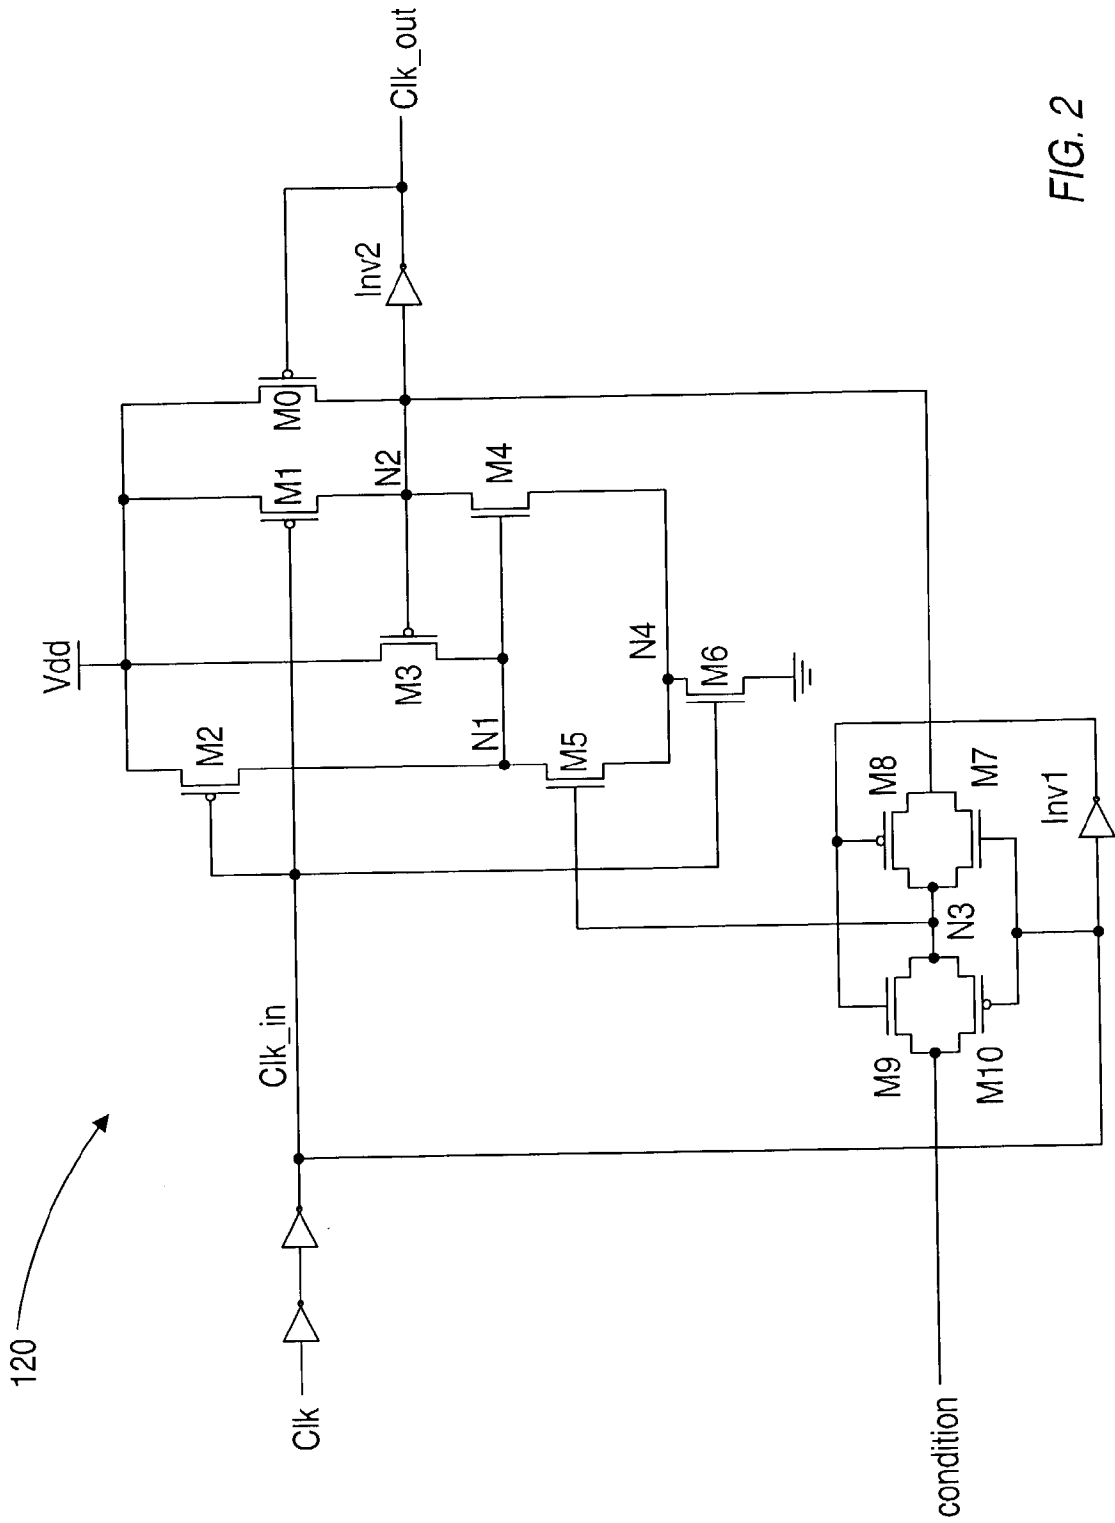 120
Vdd
M2
M1
M0
M3
N2
Inv2
Clk_out
N1
M4
M5
N4
M6
Clk
Clk_in
M8
M7
N3
M9
M10
Inv1
condition
FIG. 2